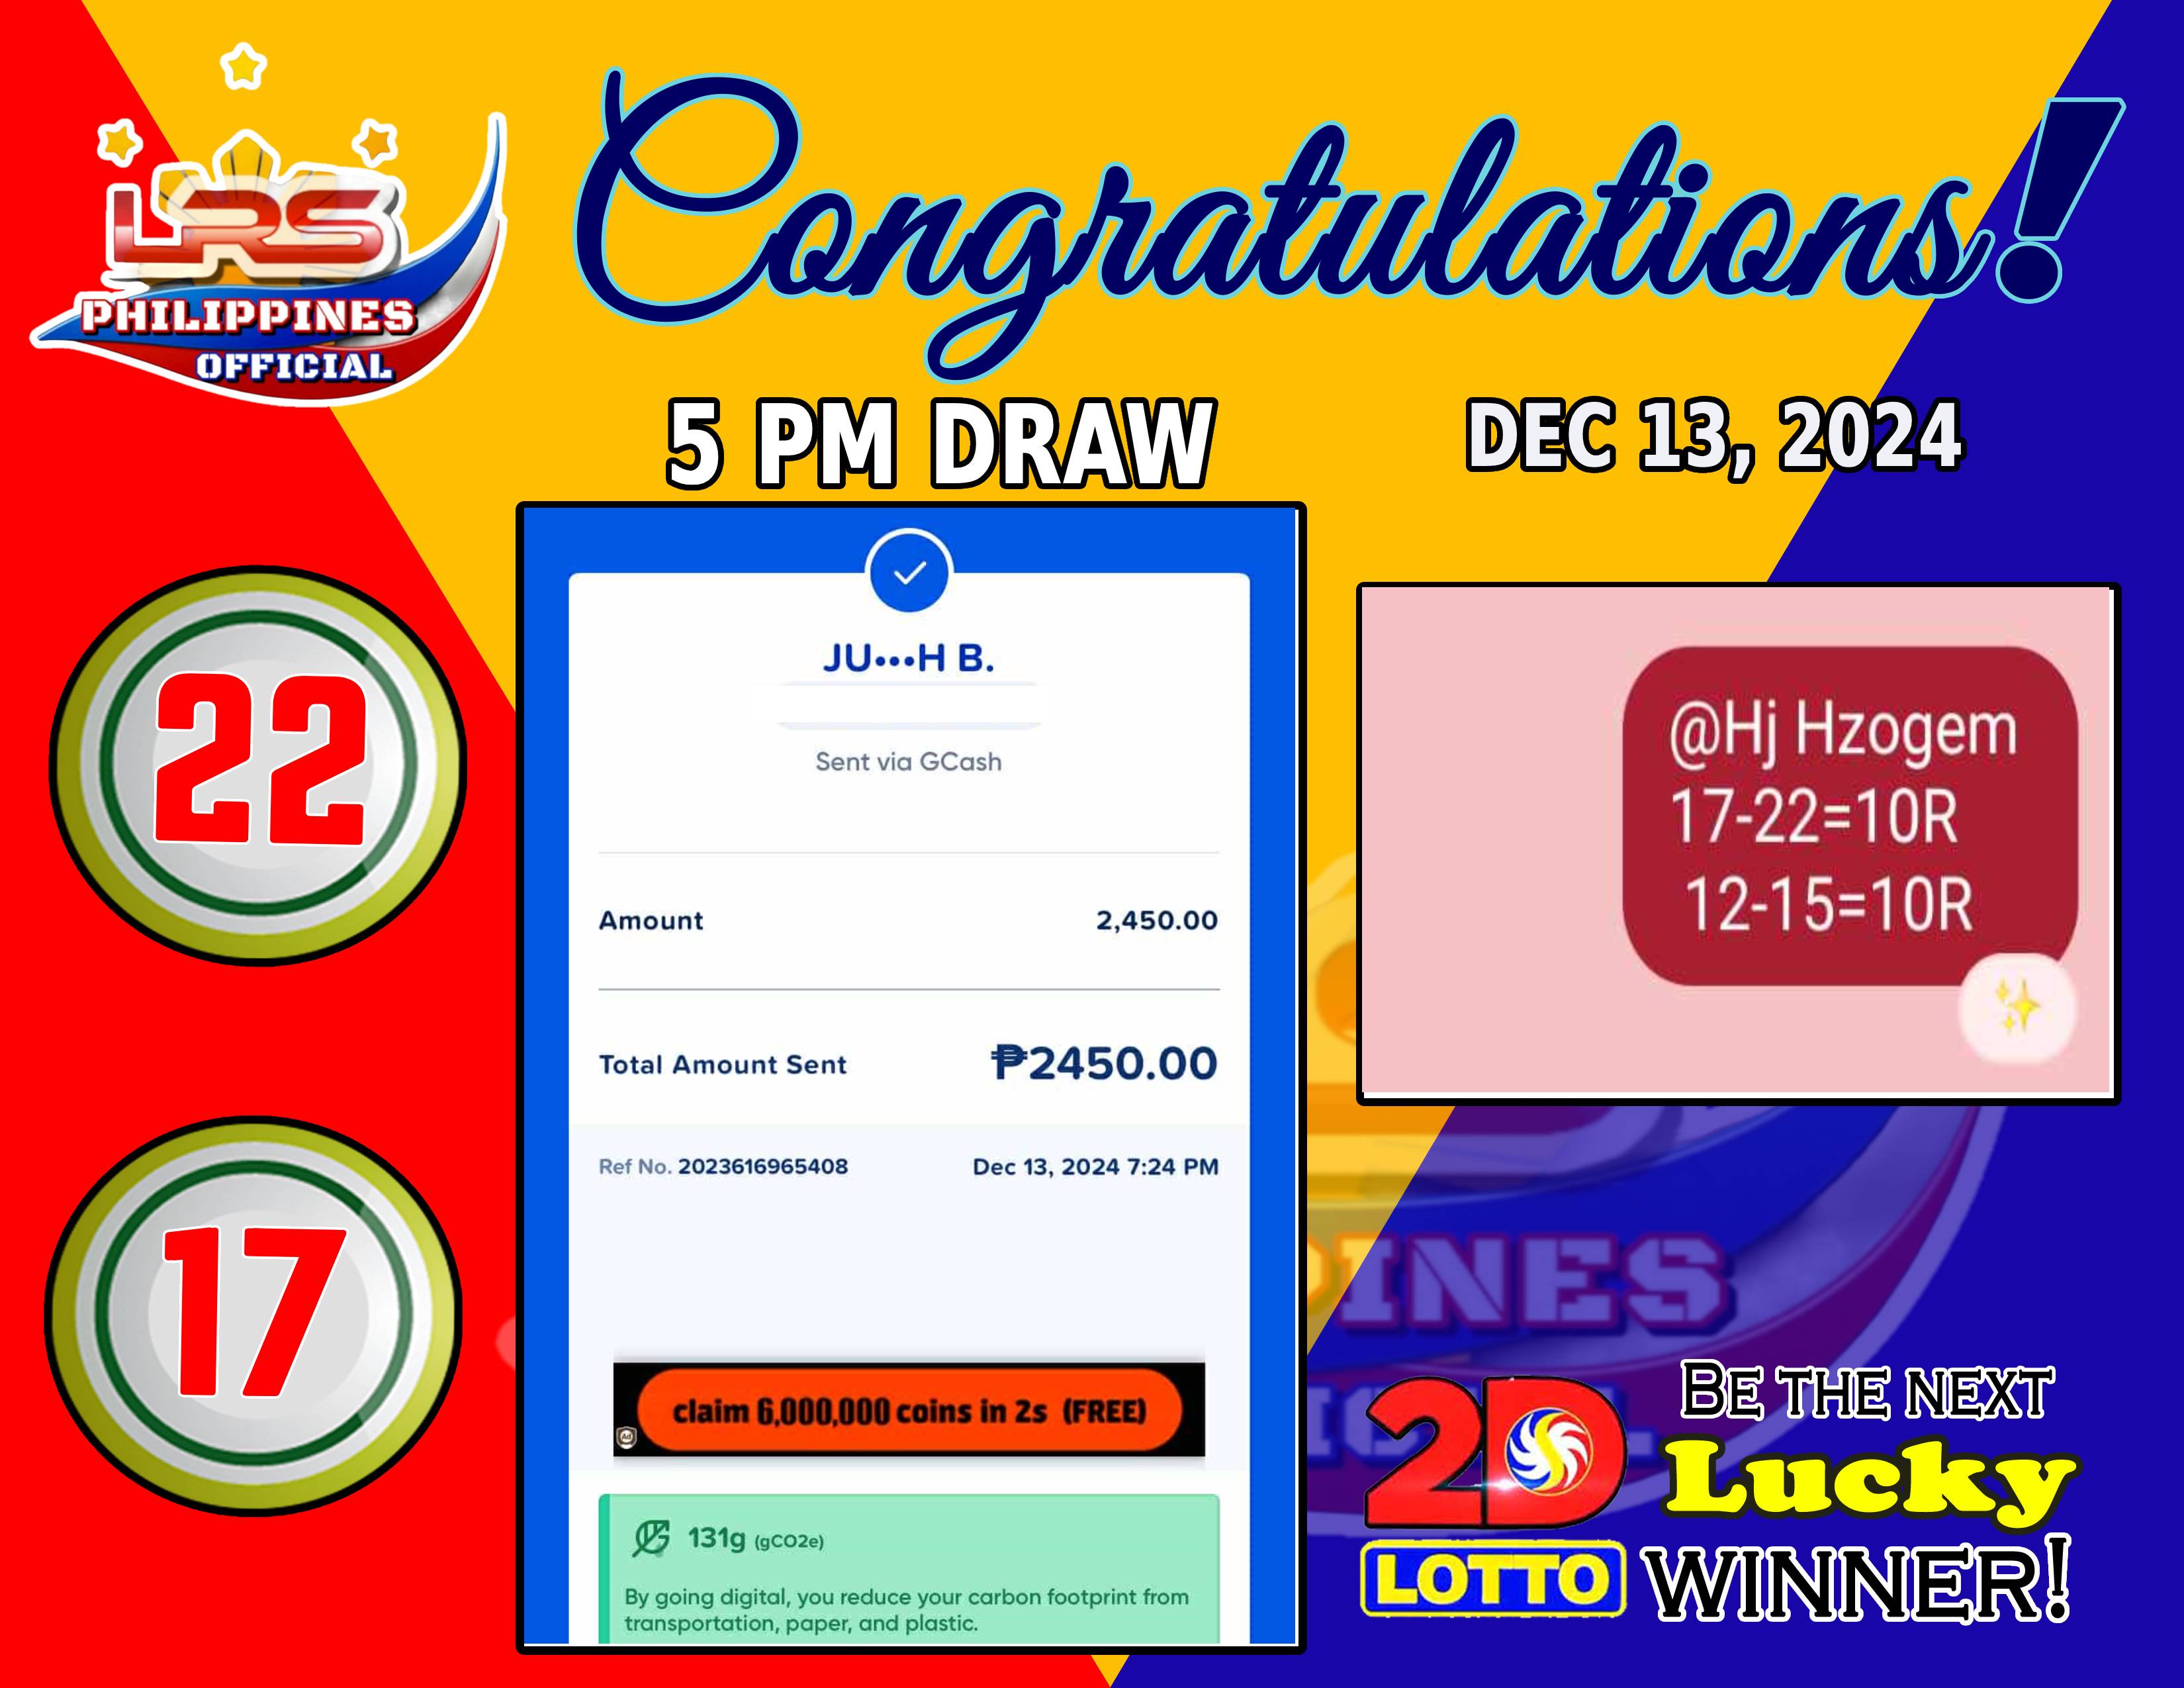 LRS
PHILIPPINES
OFFICIAL
Congratulations!
5 PM DRAW
DEC 13, 2024
22
17
JU•••H B.
Sent via GCash
Amount 2,450.00
Total Amount Sent ₱2450.00
Ref No. 2023616965408 Dec 13, 2024 7:24 PM
claim 6,000,000 coins in 2s (FREE)
Ad
131g (gCO2e)
By going digital, you reduce your carbon footprint from
transportation, paper, and plastic.
@Hj Hzogem
17-22=10R
12-15=10R
PINES
2D
LOTTO
BE THE NEXT
Lucky
WINNER!